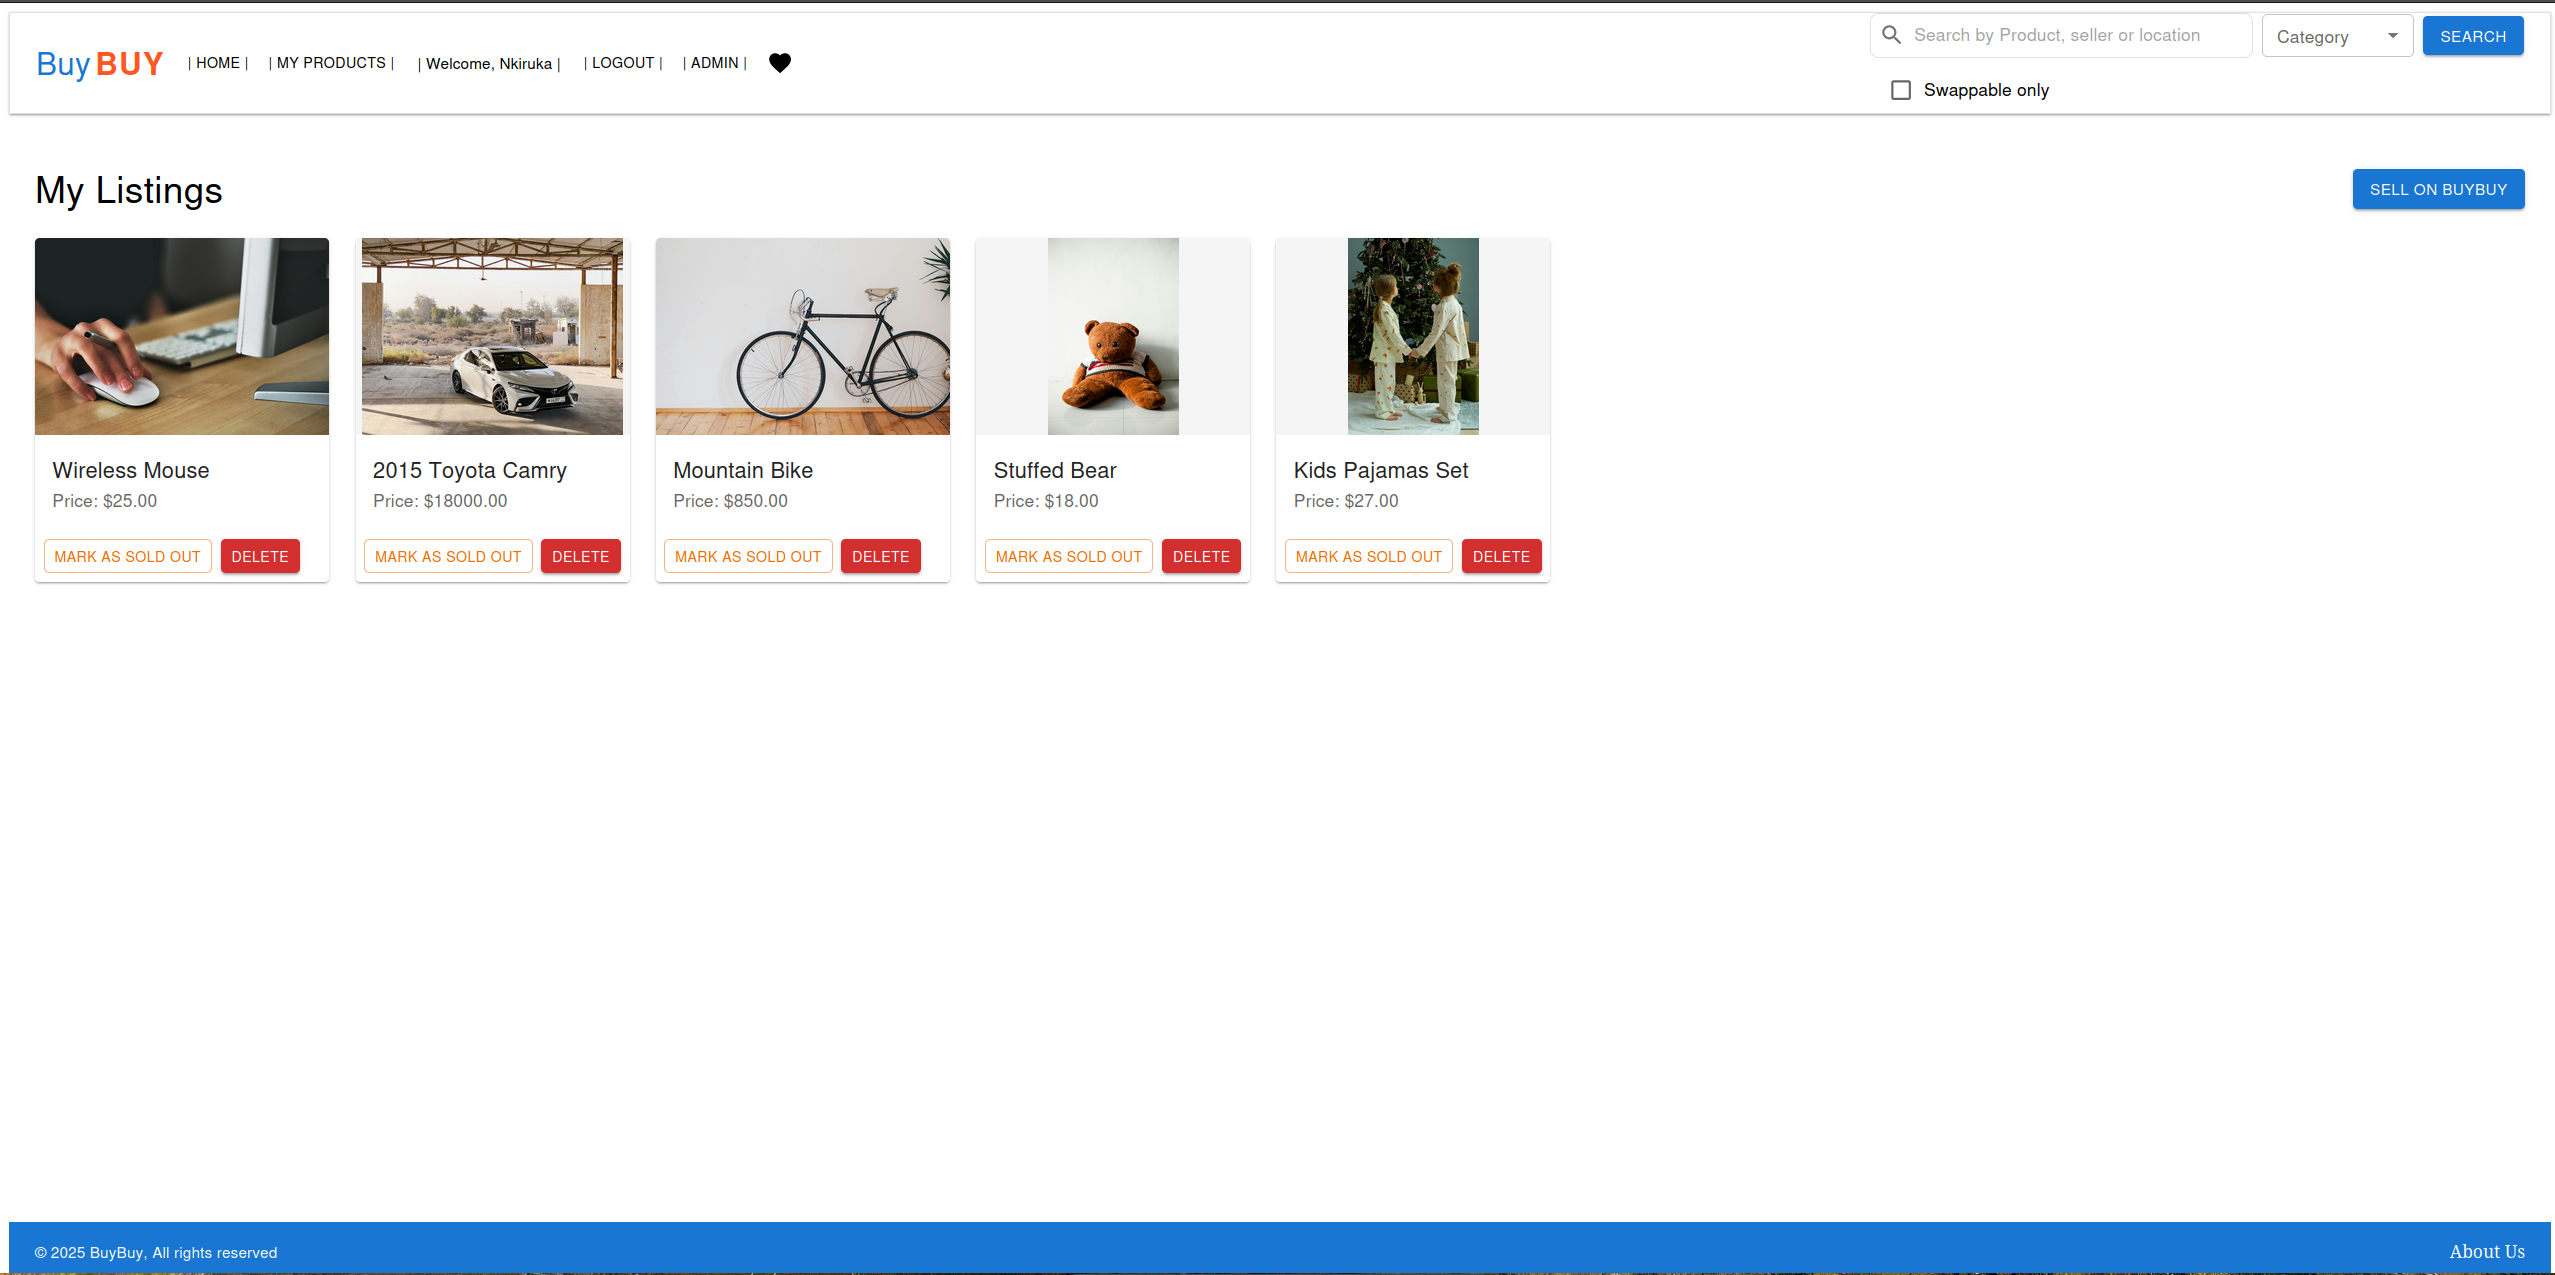 Buy BUY | HOME | | MY PRODUCTS | | Welcome, Nkiruka | | LOGOUT | | ADMIN |
Search by Product, seller or location Category SEARCH
Swappable only
My Listings SELL ON BUYBUY
Wireless Mouse
Price: $25.00
MARK AS SOLD OUT DELETE
2015 Toyota Camry
Price: $18000.00
MARK AS SOLD OUT DELETE
Mountain Bike
Price: $850.00
MARK AS SOLD OUT DELETE
Stuffed Bear
Price: $18.00
MARK AS SOLD OUT DELETE
Kids Pajamas Set
Price: $27.00
MARK AS SOLD OUT DELETE
© 2025 BuyBuy, All rights reserved About Us